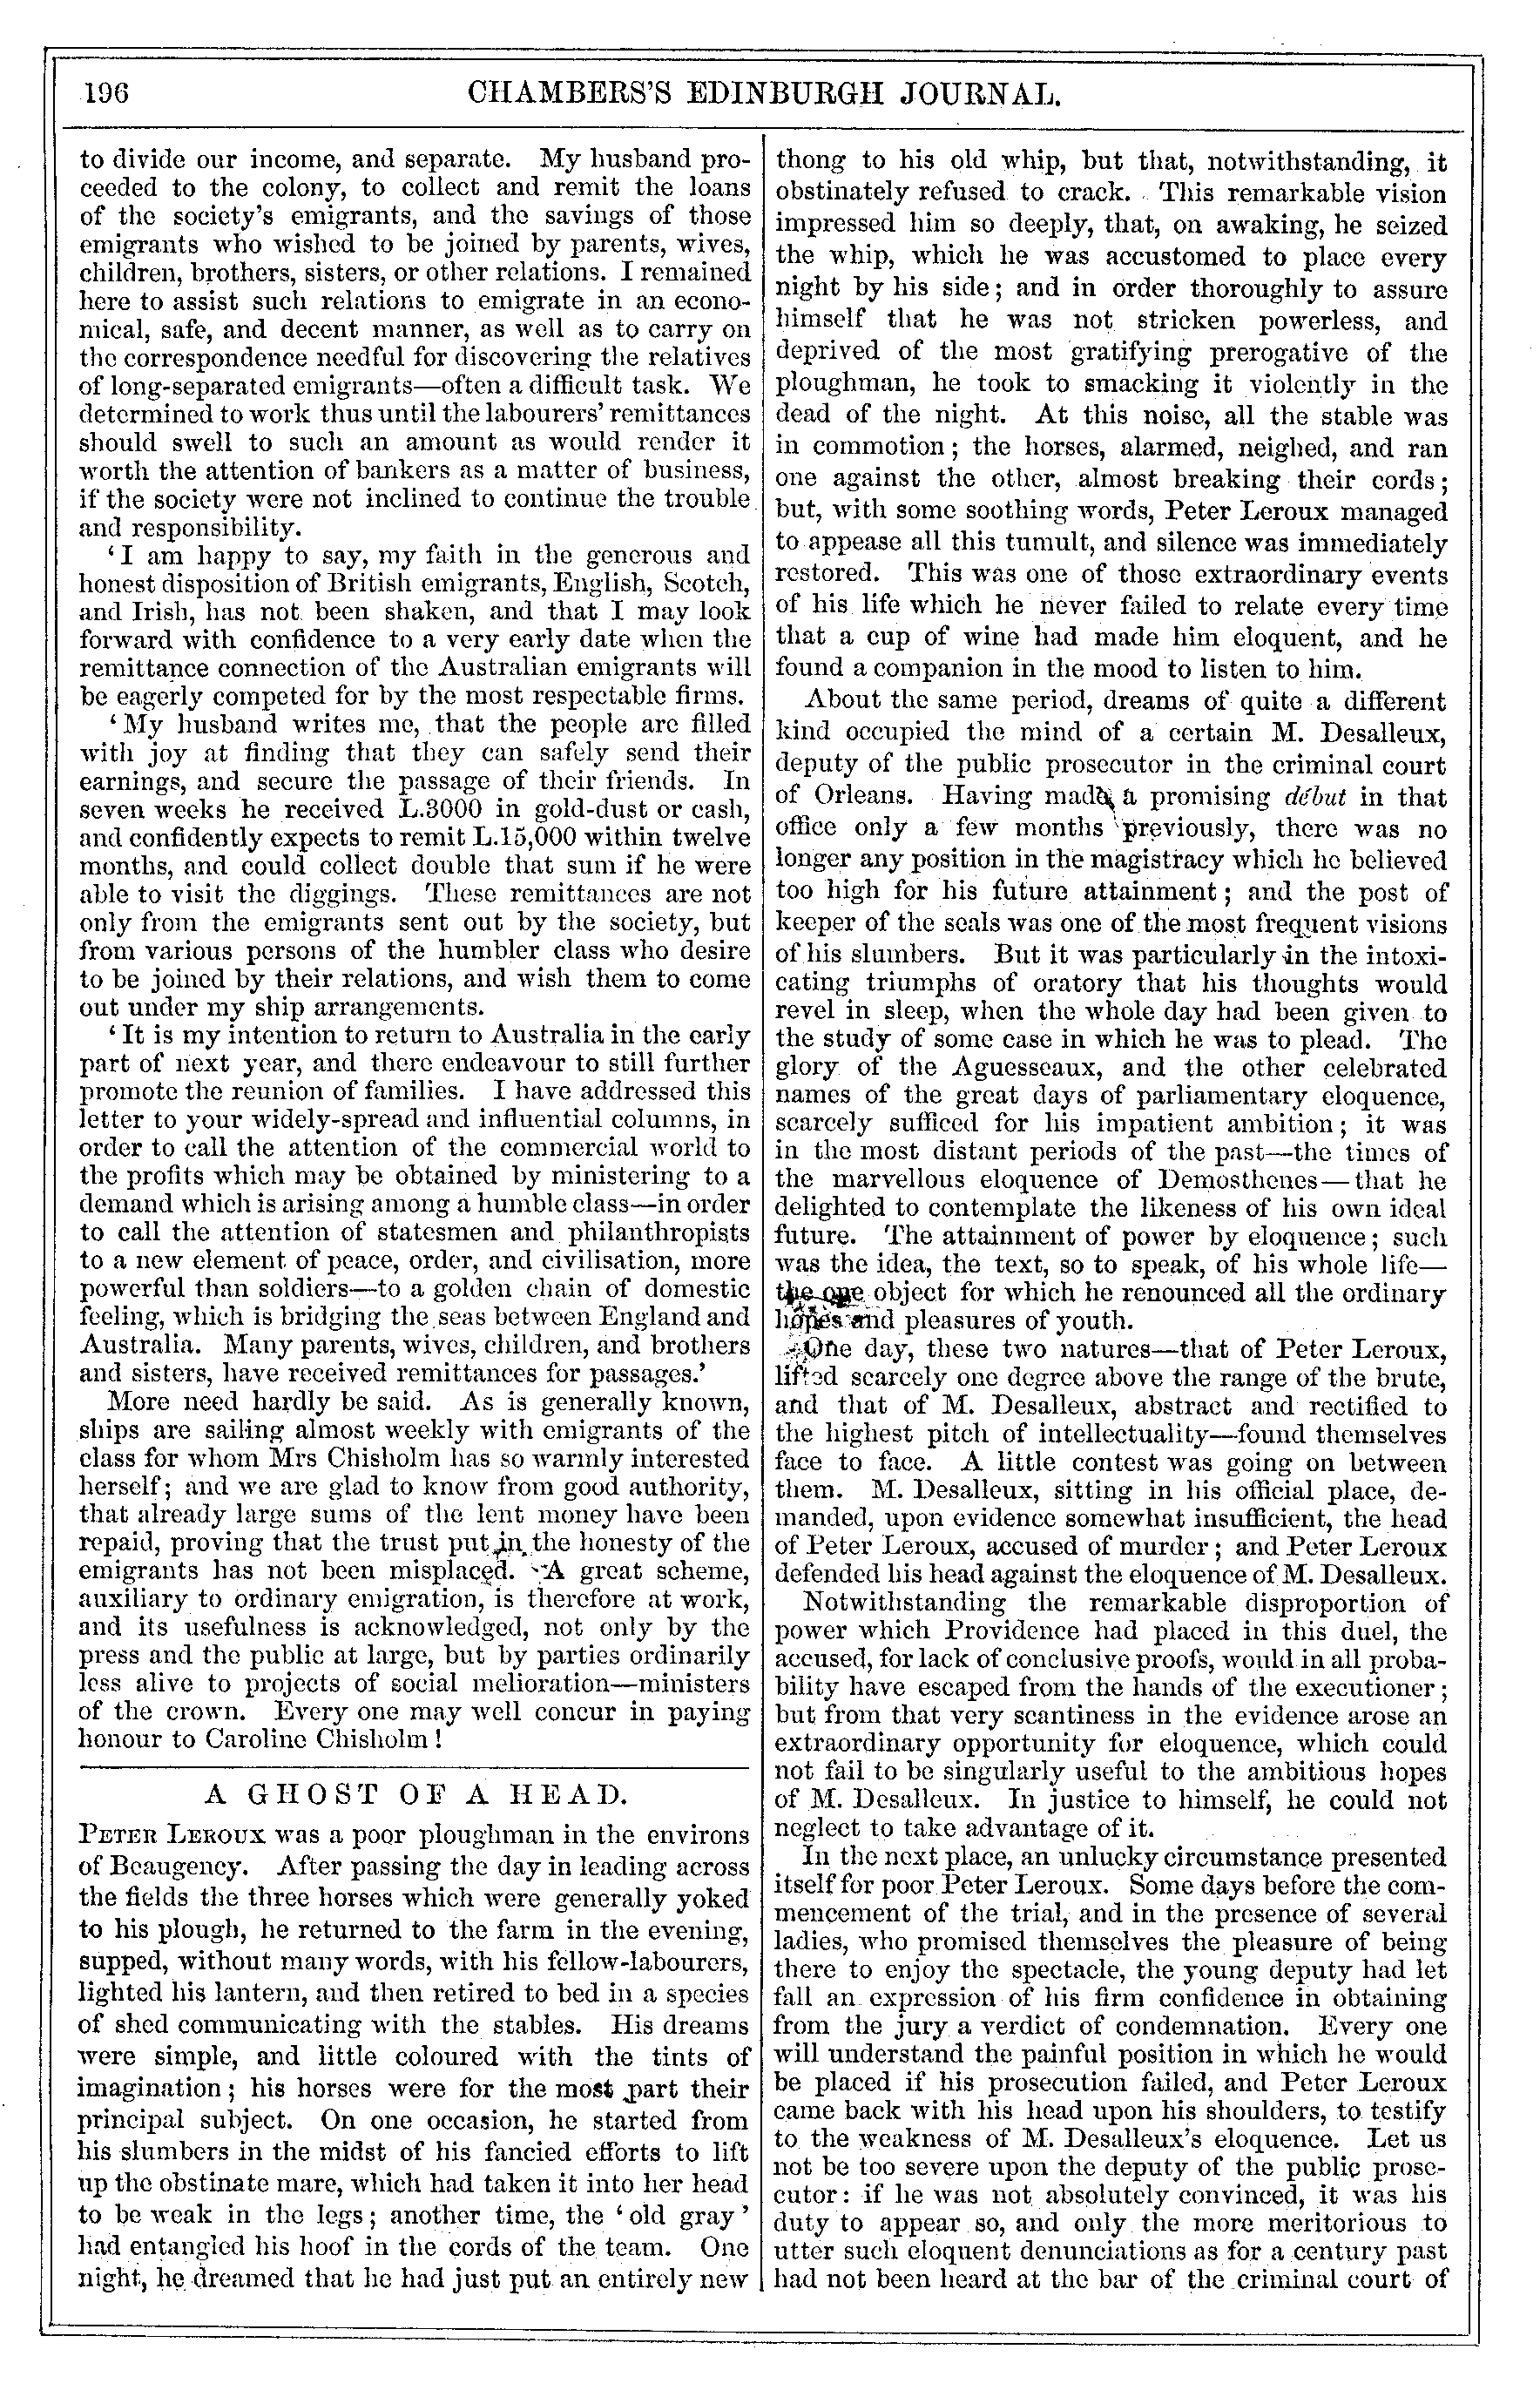 196
CHAMBERS'S EDINBURGH JOURNAL.
to divide our income, and separate. My husband pro-
ceeded to the colony, to collect and remit the loans
of the society's emigrants, and the savings of those
emigrants who wished to be joined by parents, wives,
children, brothers, sisters, or other relations. I remained
here to assist such relations to emigrate in an econo-
mical, safe, and decent manner, as well as to carry on
the correspondence needful for discovering the relatives
of long-separated emigrants—often a difficult task. We
determined to work thus until the labourers' remittances
should swell to such an amount as would render it
worth the attention of bankers as a matter of business,
if the society were not inclined to continue the trouble
and responsibility.
‘I am happy to say, my faith in the generous and
honest disposition of British emigrants, English, Scotch,
and Irish, has not been shaken, and that I may look
forward with confidence to a very early date when the
remittance connection of the Australian emigrants will
be eagerly competed for by the most respectable firms.
‘My husband writes me, that the people are filled
with joy at finding that they can safely send their
earnings, and secure the passage of their friends. In
seven weeks he received L.3000 in gold-dust or cash,
and confidently expects to remit L.15,000 within twelve
months, and could collect double that sum if he were
able to visit the diggings. These remittances are not
only from the emigrants sent out by the society, but
from various persons of the humbler class who desire
to be joined by their relations, and wish them to come
out under my ship arrangements.
‘It is my intention to return to Australia in the early
part of next year, and there endeavour to still further
promote the reunion of families. I have addressed this
letter to your widely-spread and influential columns, in
order to call the attention of the commercial world to
the profits which may be obtained by ministering to a
demand which is arising among a humble class—in order
to call the attention of statesmen and philanthropists
to a new element of peace, order, and civilisation, more
powerful than soldiers—to a golden chain of domestic
feeling, which is bridging the seas between England and
Australia. Many parents, wives, children, and brothers
and sisters, have received remittances for passages.’
More need hardly be said. As is generally known,
ships are sailing almost weekly with emigrants of the
class for whom Mrs Chisholm has so warmly interested
herself; and we are glad to know from good authority,
that already large sums of the lent money have been
repaid, proving that the trust put in the honesty of the
emigrants has not been misplaced. A great scheme,
auxiliary to ordinary emigration, is therefore at work,
and its usefulness is acknowledged, not only by the
press and the public at large, but by parties ordinarily
less alive to projects of social melioration—ministers
of the crown. Every one may well concur in paying
honour to Caroline Chisholm!
A GHOST OF A HEAD.
PETER LEROUX was a poor ploughman in the environs
of Beaugency. After passing the day in leading across
the fields the three horses which were generally yoked
to his plough, he returned to the farm in the evening,
supped, without many words, with his fellow-labourers,
lighted his lantern, and then retired to bed in a species
of shed communicating with the stables. His dreams
were simple, and little coloured with the tints of
imagination; his horses were for the most part their
principal subject. On one occasion, he started from
his slumbers in the midst of his fancied efforts to lift
up the obstinate mare, which had taken it into her head
to be weak in the legs; another time, the ‘old gray’
had entangled his hoof in the cords of the team. One
night, he dreamed that he had just put an entirely new
thong to his old whip, but that, notwithstanding, it
obstinately refused to crack. This remarkable vision
impressed him so deeply, that, on awaking, he seized
the whip, which he was accustomed to place every
night by his side; and in order thoroughly to assure
himself that he was not stricken powerless, and
deprived of the most gratifying prerogative of the
ploughman, he took to smacking it violently in the
dead of the night. At this noise, all the stable was
in commotion; the horses, alarmed, neighed, and ran
one against the other, almost breaking their cords;
but, with some soothing words, Peter Leroux managed
to appease all this tumult, and silence was immediately
restored. This was one of those extraordinary events
of his life which he never failed to relate every time
that a cup of wine had made him eloquent, and he
found a companion in the mood to listen to him.
About the same period, dreams of quite a different
kind occupied the mind of a certain M. Desalleux,
deputy of the public prosecutor in the criminal court
of Orleans. Having made a promising début in that
office only a few months previously, there was no
longer any position in the magistracy which he believed
too high for his future attainment; and the post of
keeper of the seals was one of the most frequent visions
of his slumbers. But it was particularly in the intoxi-
cating triumphs of oratory that his thoughts would
revel in sleep, when the whole day had been given to
the study of some case in which he was to plead. The
glory of the Aguesseaux, and the other celebrated
names of the great days of parliamentary eloquence,
scarcely sufficed for his impatient ambition; it was
in the most distant periods of the past—the times of
the marvellous eloquence of Demosthenes—that he
delighted to contemplate the likeness of his own ideal
future. The attainment of power by eloquence; such
was the idea, the text, so to speak, of his whole life—
the one object for which he renounced all the ordinary
hopes and pleasures of youth.
One day, these two natures—that of Peter Leroux,
lifted scarcely one degree above the range of the brute,
and that of M. Desalleux, abstract and rectified to
the highest pitch of intellectuality—found themselves
face to face. A little contest was going on between
them. M. Desalleux, sitting in his official place, de-
manded, upon evidence somewhat insufficient, the head
of Peter Leroux, accused of murder; and Peter Leroux
defended his head against the eloquence of M. Desalleux.
Notwithstanding the remarkable disproportion of
power which Providence had placed in this duel, the
accused, for lack of conclusive proofs, would in all proba-
bility have escaped from the hands of the executioner;
but from that very scantiness in the evidence arose an
extraordinary opportunity for eloquence, which could
not fail to be singularly useful to the ambitious hopes
of M. Desalleux. In justice to himself, he could not
neglect to take advantage of it.
In the next place, an unlucky circumstance presented
itself for poor Peter Leroux. Some days before the com-
mencement of the trial, and in the presence of several
ladies, who promised themselves the pleasure of being
there to enjoy the spectacle, the young deputy had let
fall an expression of his firm confidence in obtaining
from the jury a verdict of condemnation. Every one
will understand the painful position in which he would
be placed if his prosecution failed, and Peter Leroux
came back with his head upon his shoulders, to testify
to the weakness of M. Desalleux's eloquence. Let us
not be too severe upon the deputy of the public prose-
cutor: if he was not absolutely convinced, it was his
duty to appear so, and only the more meritorious to
utter such eloquent denunciations as for a century past
had not been heard at the bar of the criminal court of